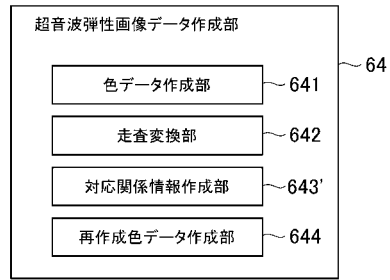 超音波弾性画像データ作成部
64
色データ作成部
641
走査変換部
642
対応関係情報作成部
643'
再作成色データ作成部
644